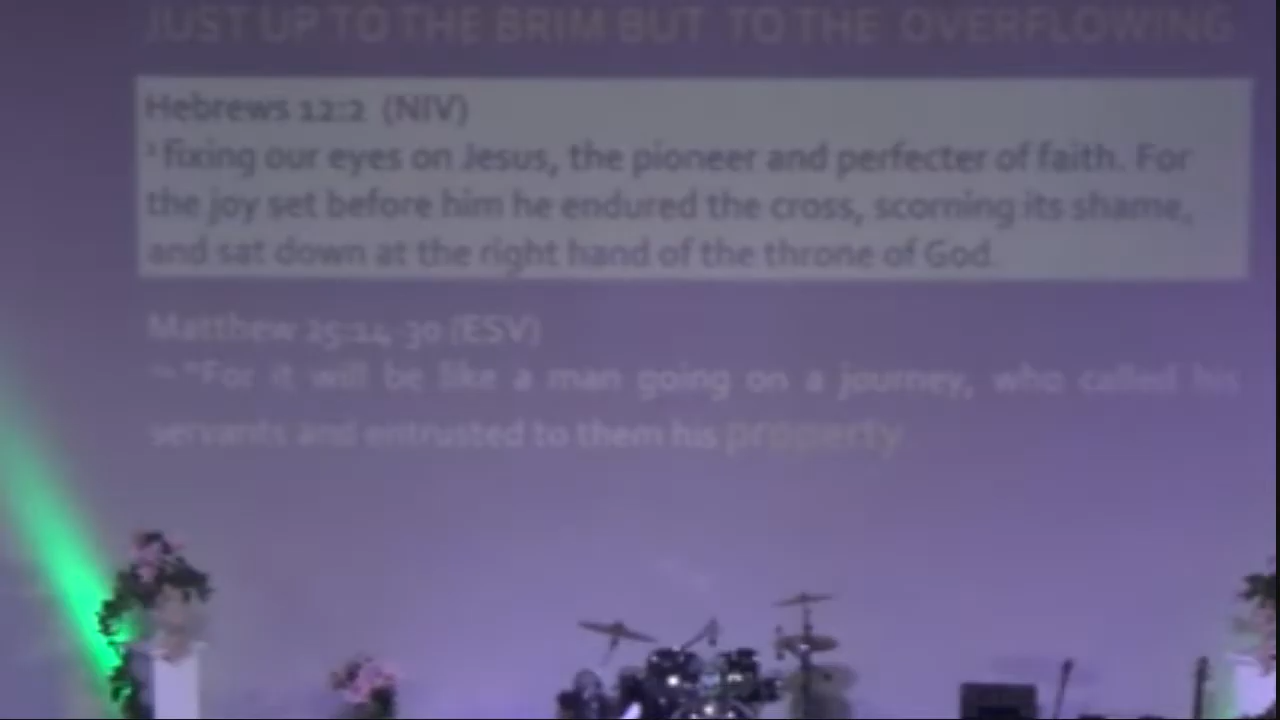 JUST UP TO THE BRIM BUT TO THE OVERFLOWING
Hebrews 12:2 (NIV)
fixing our eyes on Jesus, the pioneer and perfecter of faith. For
the joy set before him he endured the cross, scorning its shame,
and sat down at the right hand of the throne of God.
Matthew 25:14-30 (ESV)
"For it will be like a man going on a journey, who called his
servants and entrusted to them his property